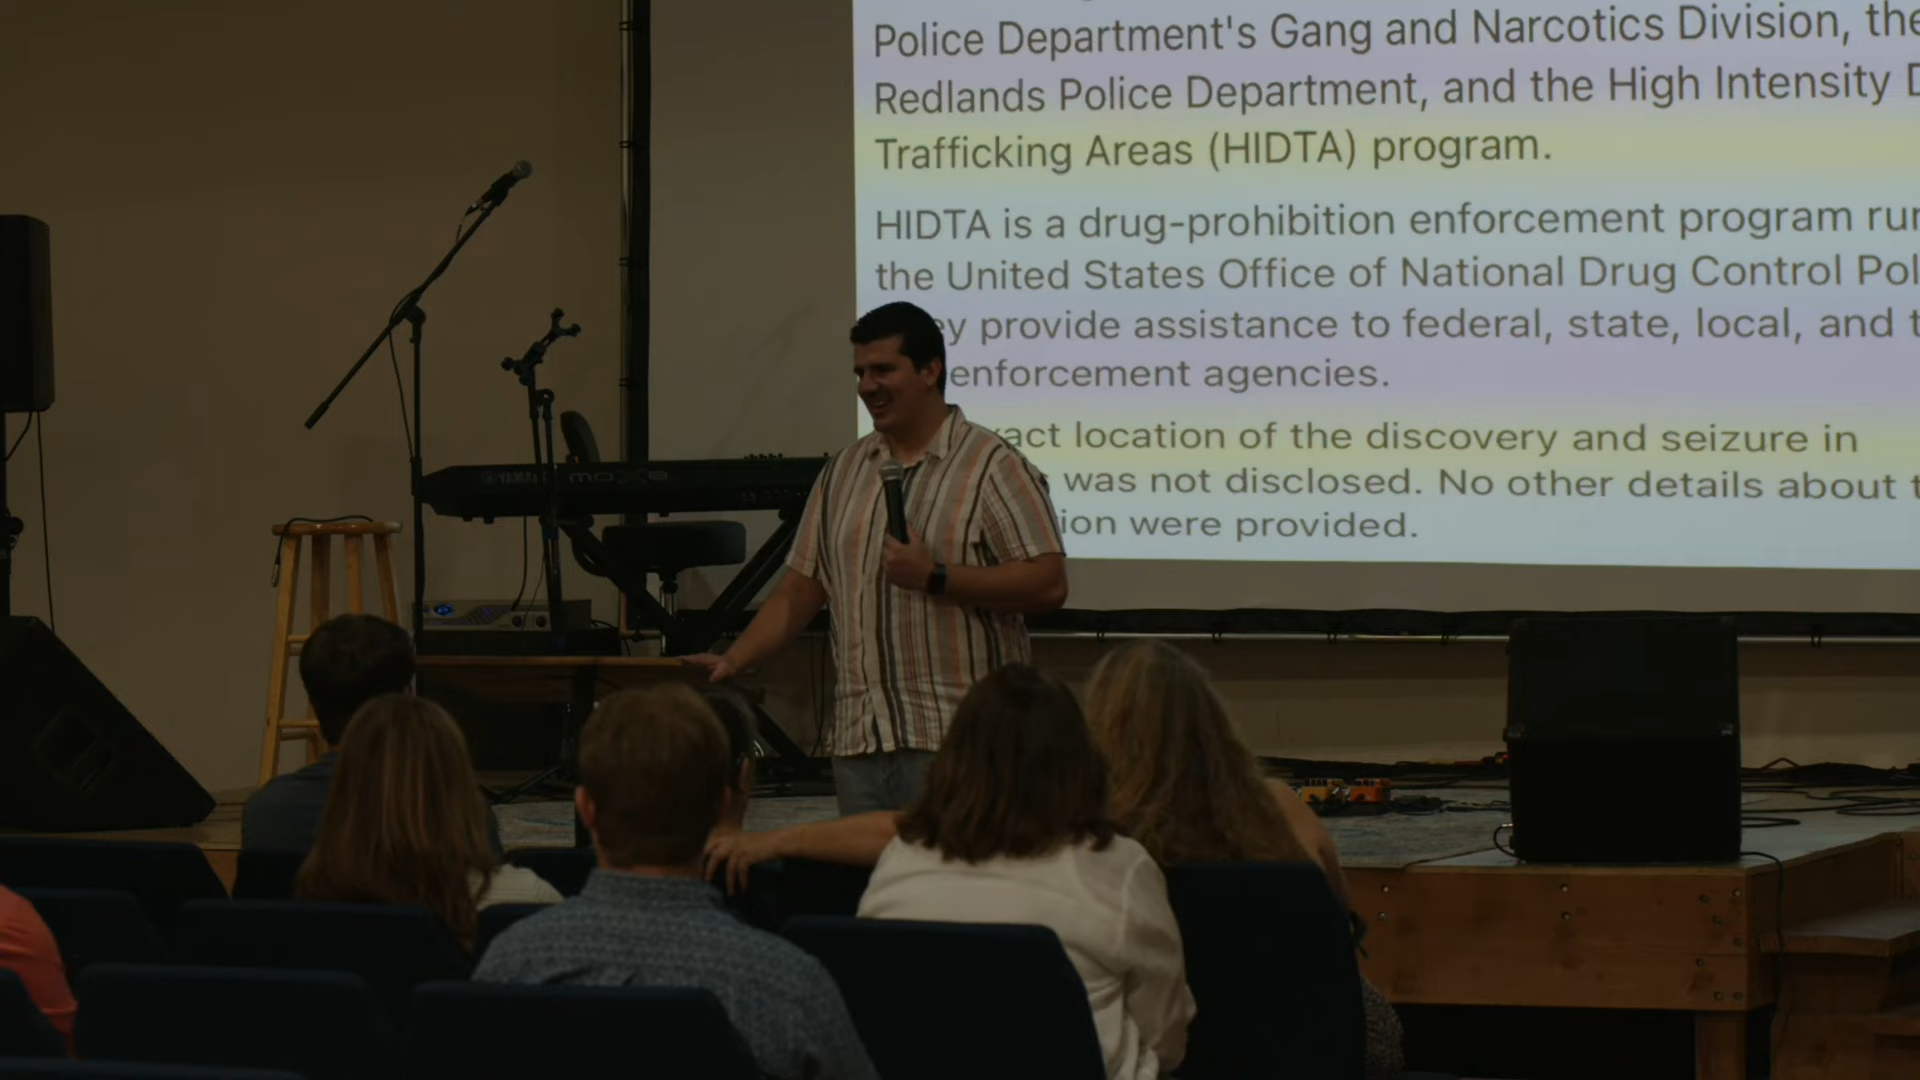 Police Department's Gang and Narcotics Division, the
Redlands Police Department, and the High Intensity
Trafficking Areas (HIDTA) program.
HIDTA is a drug-prohibition enforcement program
the United States Office of National Drug Control
provide assistance to federal, state, local, and
enforcement agencies.
location of the discovery and seizure in
was not disclosed. No other details about
were provided.
YAMAHA